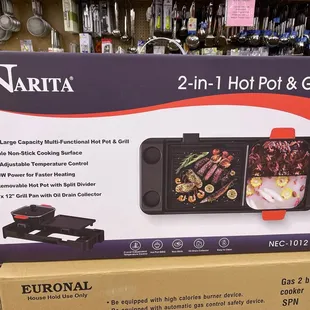 NARITA®
2-in-1 Hot Pot & G
Large Capacity Multi-Functional Hot Pot & Grill
le Non-Stick Cooking Surface
Adjustable Temperature Control
W Power for Faster Heating
emovable Hot Pot with Split Divider
x 12" Grill Pan with Oil Drain Collector
NEC-1012
EURONAL
House Hold Use Only
• Be equipped with high calories burner device.
• Be equipped with automatic gas control safety device.
Gas 2 b
cooker
SPN